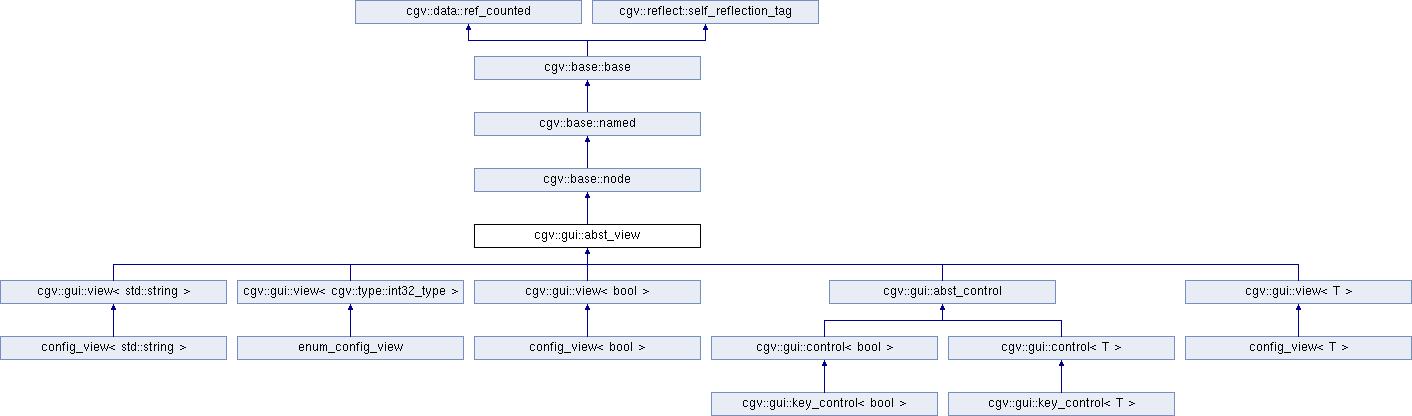 cgv::data::ref_counted
cgv::reflect::self_reflection_tag
cgv::base::base
cgv::base::named
cgv::base::node
cgv::gui::abst_view
cgv::gui::view< std::string >
cgv::gui::view< cgv::type::int32_type >
cgv::gui::view< bool >
cgv::gui::abst_control
cgv::gui::view< T >
config_view< std::string >
enum_config_view
config_view< bool >
cgv::gui::control< bool >
cgv::gui::control< T >
config_view< T >
cgv::gui::key_control< bool >
cgv::gui::key_control< T >